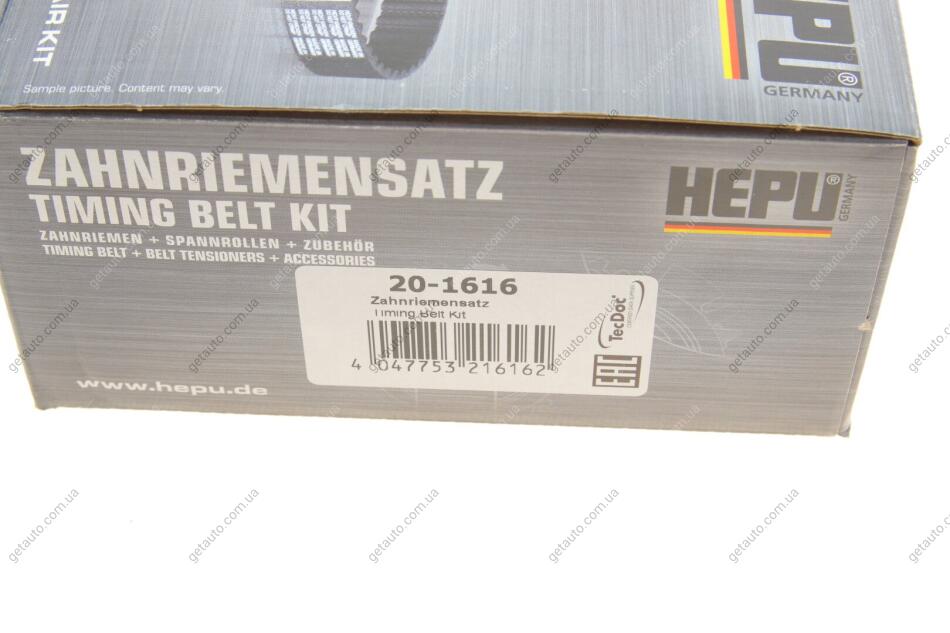 AIR KIT
Sample picture. Content may vary.
HEPU®
GERMANY
ZAHNRIEMENSATZ
TIMING BELT KIT
ZAHNRIEMEN + SPANNROLLEN + ZUBEHÖR
TIMING BELT + BELT TENSIONERS + ACCESSORIES
HEPU®
GERMANY
20-1616
Zahnriemensatz
Timing Belt Kit
4 047753 216162
TecDoc
EAC
www.hepu.de
getauto.com.ua